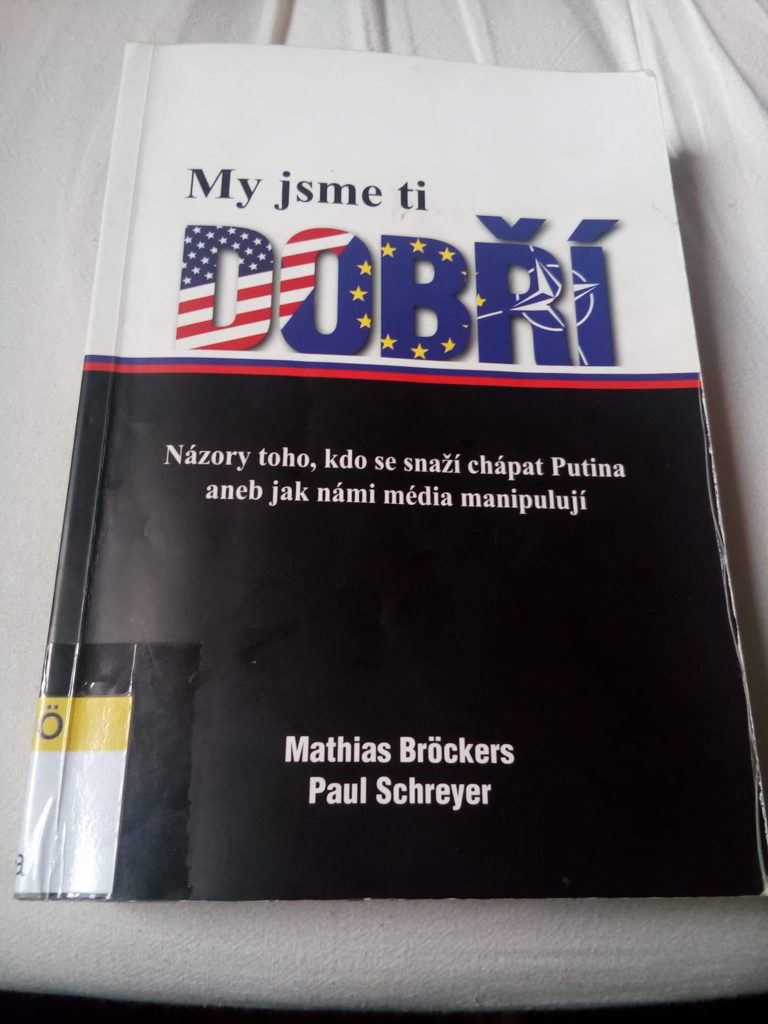 My jsme ti
DOBŘÍ
Názory toho, kdo se snaží chápat Putina
aneb jak námi média manipulují
Mathias Bröckers
Paul Schreyer
Ö
a